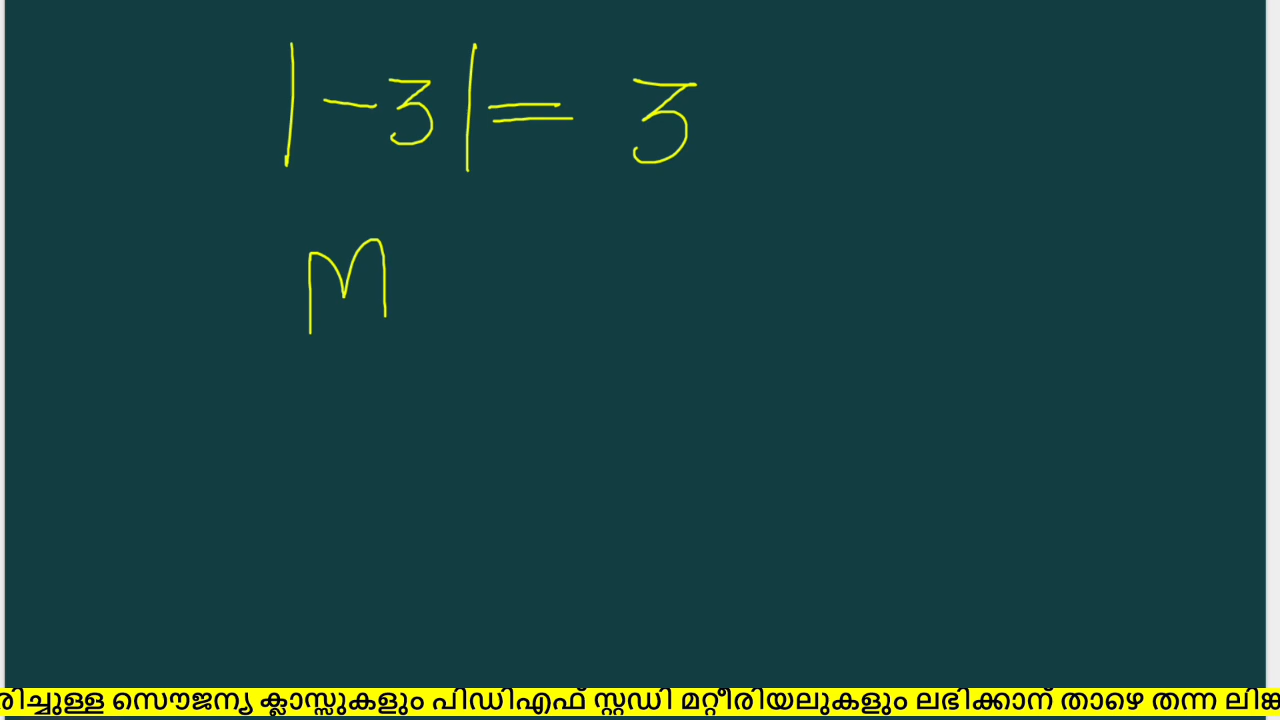 |-3| = 3
M
രിച്ചുള്ള സൌജന്യ ക്ലാസ്സുകളും പിഡിഎഫ് സ്റ്റഡി മറ്റീരിയലുകളും ലഭിക്കാന് താഴെ തന്ന ലിങ്ക